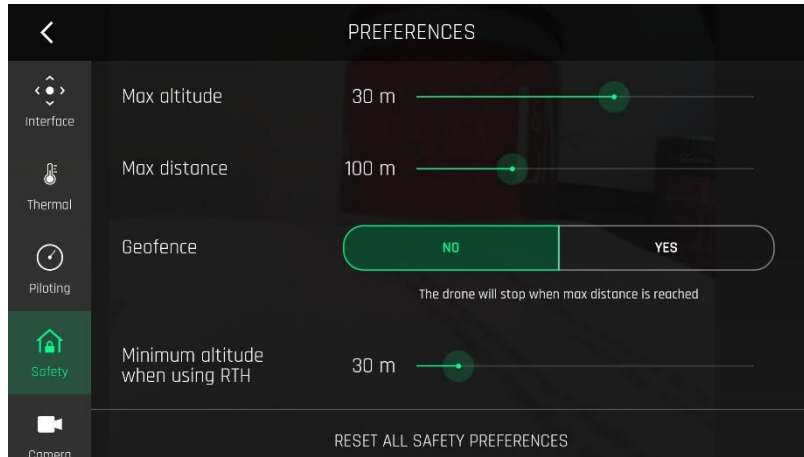 PREFERENCES
Interface
Thermal
Piloting
Safety
Camera
Max altitude 30 m
Max distance 100 m
Geofence NO YES
The drone will stop when max distance is reached
Minimum altitude
when using RTH 30 m
RESET ALL SAFETY PREFERENCES